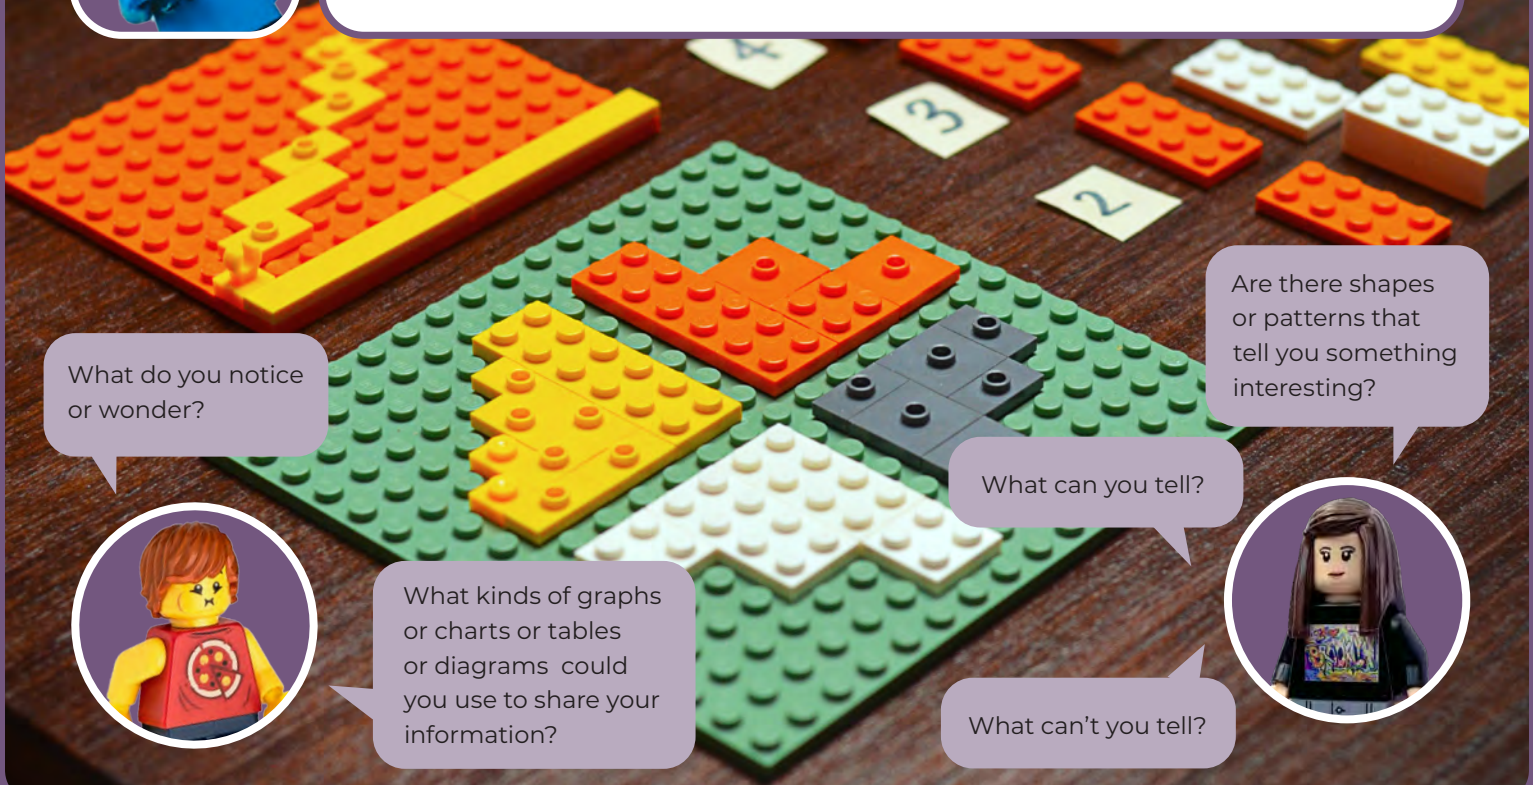 4
3
2
What do you notice
or wonder?
Are there shapes
or patterns that
tell you something
interesting?
What can you tell?
What kinds of graphs
or charts or tables
or diagrams could
you use to share your
information?
What can't you tell?